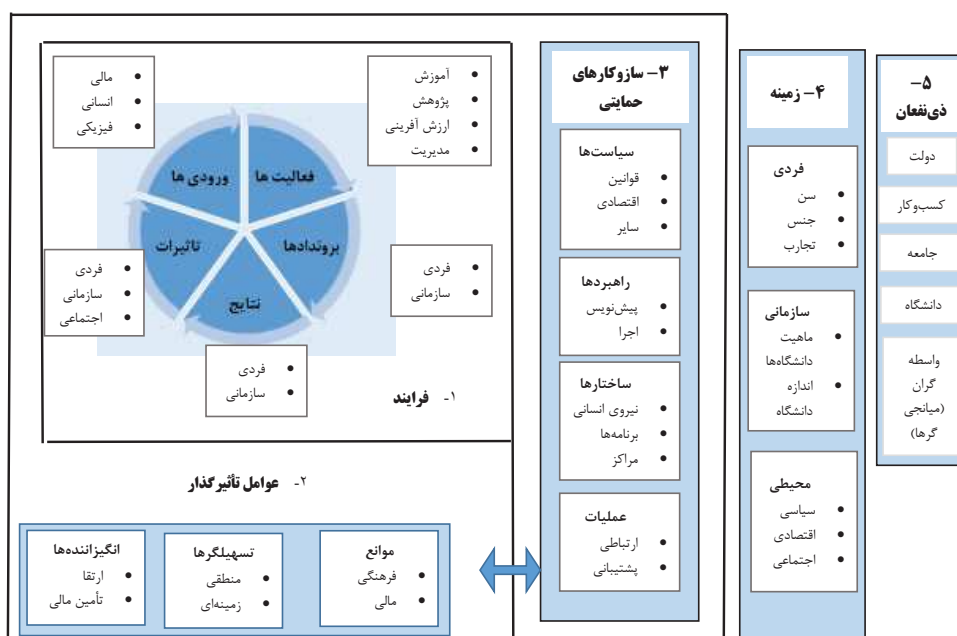 ۵-
ذی‌نفعان
دولت
کسب‌وکار
جامعه
دانشگاه
واسطه
گران
(میانجی
گرها)
۴- زمینه
فردی
• سن
• جنس
• تجارب
سازمانی
• ماهیت
دانشگاه‌ها
• اندازه
دانشگاه
محیطی
• سیاسی
• اقتصادی
• اجتماعی
۳- سازوکارهای
حمایتی
سیاست‌ها
• قوانین
• اقتصادی
• سایر
راهبردها
• پیش‌نویس
• اجرا
ساختارها
• نیروی انسانی
• برنامه‌ها
• مراکز
عملیات
• ارتباطی
• پشتیبانی
• آموزش
• پژوهش
• ارزش آفرینی
• مدیریت
• مالی
• انسانی
• فیزیکی
فعالیت ها
ورودی ها
بروندادها
تاثیرات
نتایج
• فردی
• سازمانی
• فردی
• سازمانی
• اجتماعی
• فردی
• سازمانی
۱- فرایند
۲- عوامل تأثیرگذار
موانع
• فرهنگی
• مالی
تسهیلگرها
• منطقی
• زمینه‌ای
انگیزاننده‌ها
• ارتقا
• تأمین مالی